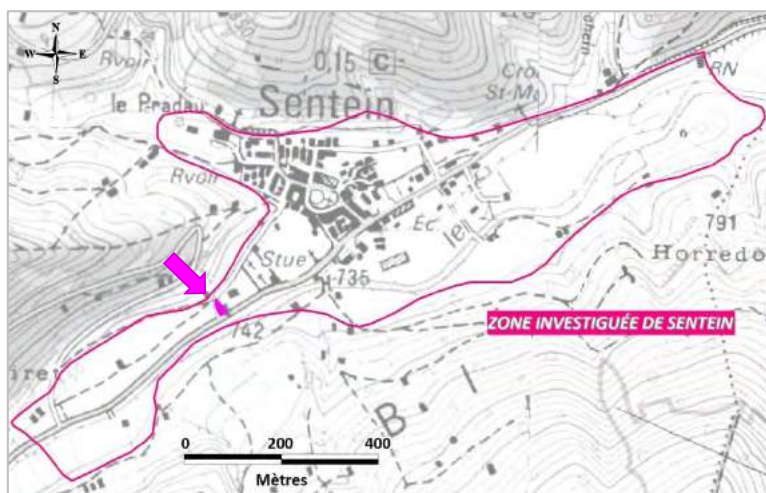 N
W E
S
Rvoir
0.15 C
le Pradau
Sentein
Cro
St-M
RN
Rvoir
Ec
le
791
Stue
735
Horredo
742
ZONE INVESTIGUÉE DE SENTEIN
B
0 200 400
Mètres